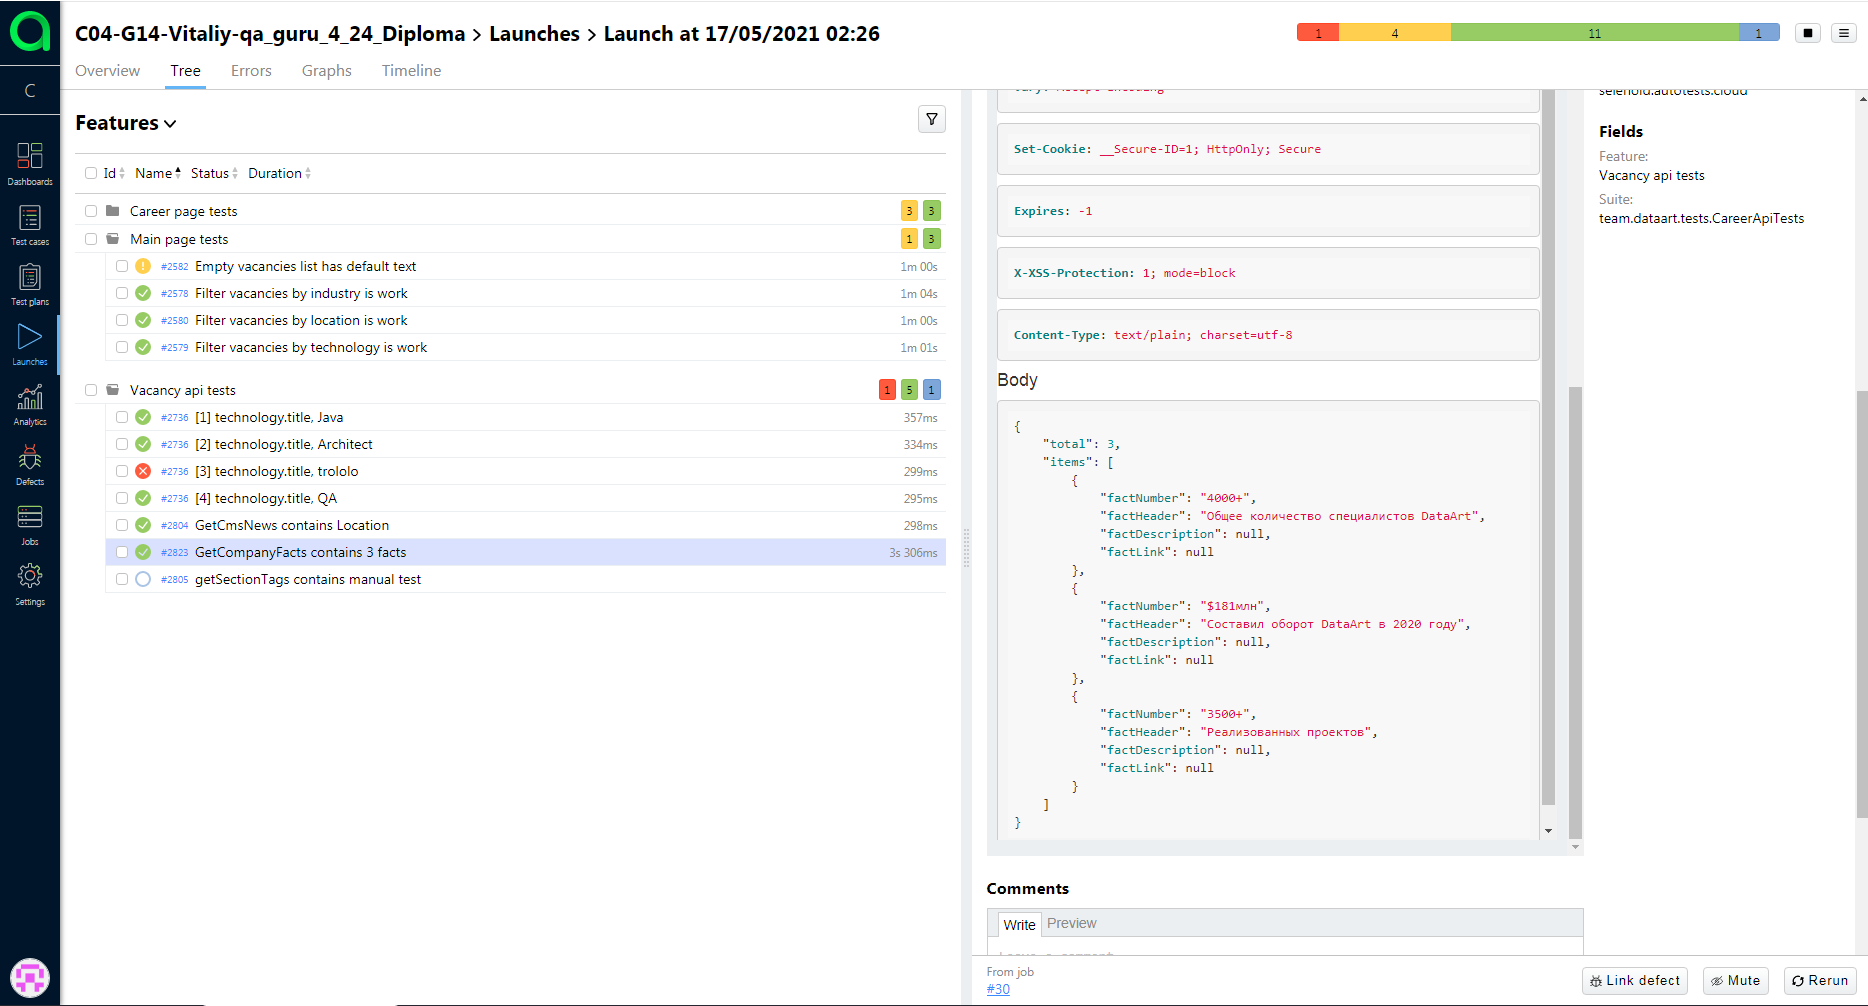 C04-G14-Vitaliy-qa_guru_4_24_Diploma > Launches > Launch at 17/05/2021 02:26
1 4 11 1
Overview Tree Errors Graphs Timeline
C
Dashboards
Test cases
Test plans
Launches
Analytics
Defects
Jobs
Settings
Features
Id Name Status Duration
Career page tests 3 3
Main page tests 1 3
#2582 Empty vacancies list has default text 1m 00s
#2578 Filter vacancies by industry is work 1m 04s
#2580 Filter vacancies by location is work 1m 00s
#2579 Filter vacancies by technology is work 1m 01s
Vacancy api tests 1 5 1
#2736 [1] technology.title, Java 357ms
#2736 [2] technology.title, Architect 334ms
#2736 [3] technology.title, trololo 299ms
#2736 [4] technology.title, QA 295ms
#2804 GetCmsNews contains Location 298ms
#2823 GetCompanyFacts contains 3 facts 3s 306ms
#2805 getSectionTags contains manual test
Vary: Accept-Encoding
Set-Cookie: __Secure-ID=1; HttpOnly; Secure
Expires: -1
X-XSS-Protection: 1; mode=block
Content-Type: text/plain; charset=utf-8
Body
{
"total": 3,
"items": [
{
"factNumber": "4000+",
"factHeader": "Общее количество специалистов DataArt",
"factDescription": null,
"factLink": null
},
{
"factNumber": "$181млн",
"factHeader": "Составил оборот DataArt в 2020 году",
"factDescription": null,
"factLink": null
},
{
"factNumber": "3500+",
"factHeader": "Реализованных проектов",
"factDescription": null,
"factLink": null
}
]
}
selenoid.autotests.cloud
Fields
Feature:
Vacancy api tests
Suite:
team.dataart.tests.CareerApiTests
Comments
Write Preview
Leave a comment
From job
#30
Link defect Mute Rerun